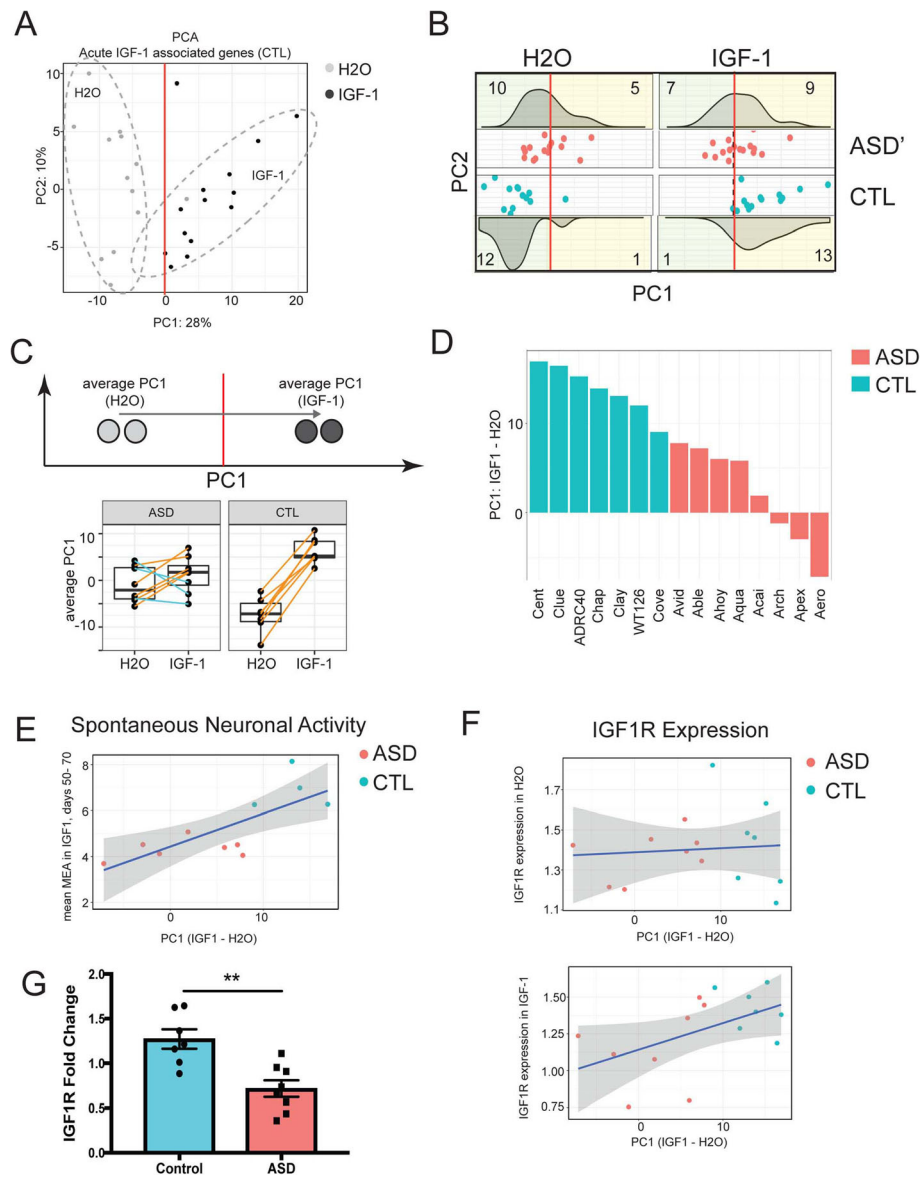 A
PCA
Acute IGF-1 associated genes (CTL)
H2O
IGF-1
H2O
IGF-1
10
5
0
-5
PC2: 10%
-10
0
10
20
PC1: 28%
B
H2O
IGF-1
10
5
7
9
ASD'
CTL
PC2
12
1
1
13
PC1
C
average PC1
(H2O)
average PC1
(IGF-1)
PC1
ASD
CTL
10
0
-10
average PC1
H2O
IGF-1
H2O
IGF-1
D
ASD
CTL
PC1: IGF1 - H2O
10
0
Cent
Clue
ADRC40
Chap
Clay
WT126
Cove
Avid
Able
Ahoy
Aqua
Acai
Arch
Apex
Aero
E
Spontaneous Neuronal Activity
ASD
CTL
mean MEA in IGF1, days 50- 70
8
6
4
2
0
10
PC1 (IGF1 - H2O)
F
IGF1R Expression
ASD
CTL
IGF1R expression in H2O
1.7
1.5
1.3
1.1
0
10
PC1 (IGF1 - H2O)
IGF1R expression in IGF-1
1.50
1.25
1.00
0.75
0
10
PC1 (IGF1 - H2O)
G
IGF1R Fold Change
2.0
1.5
1.0
0.5
0.0
**
Control
ASD